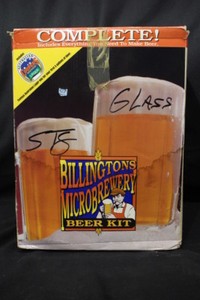 COMPLETE!
Includes Everything You Need To Make Beer.
GLASS
STS
BILLINGTONS
MICROBREWERY
BEER KIT